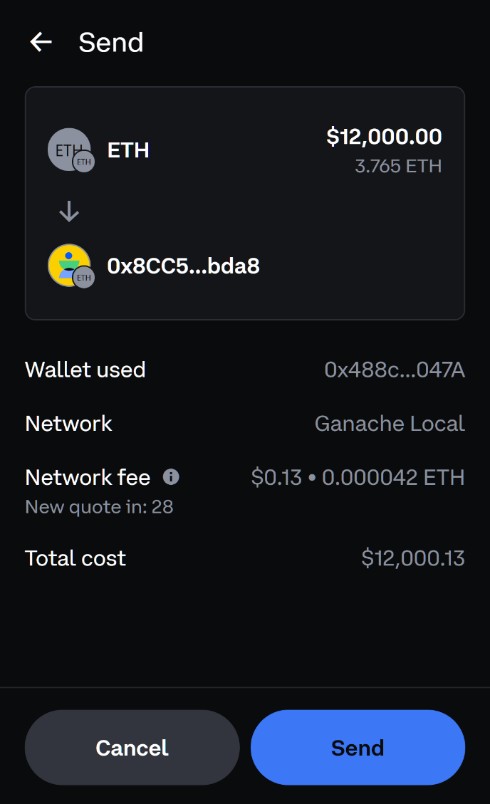 Send
$12,000.00
ETH
ETH
ETH
3.765 ETH
0x8CC5...bda8
ETH
Wallet used
0x488c...047A
Network
Ganache Local
Network fee
$0.13 • 0.000042 ETH
New quote in: 28
Total cost
$12,000.13
Cancel
Send